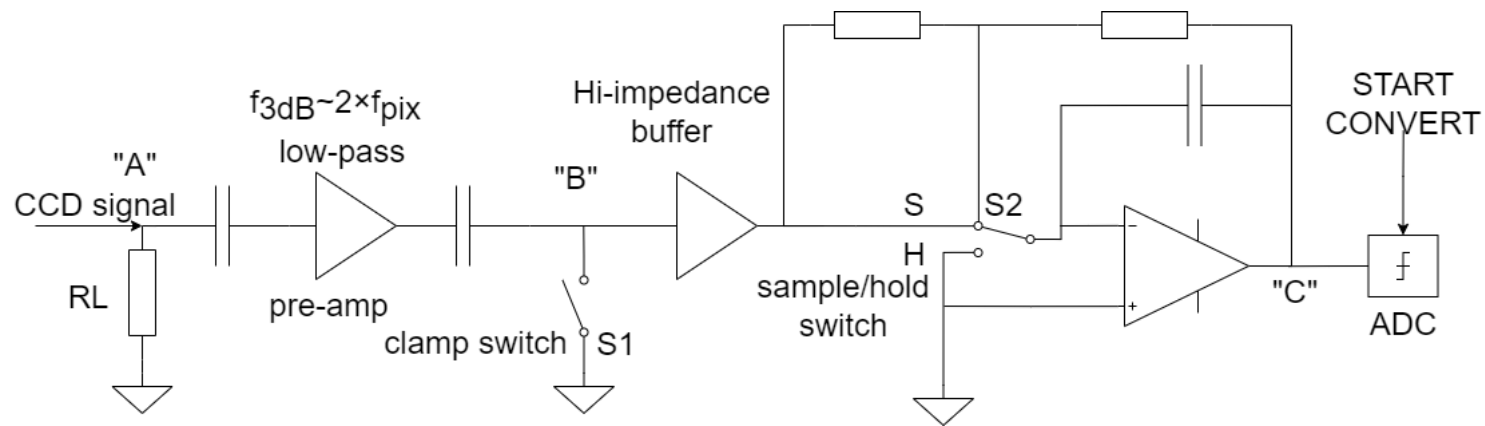 f3dB~2×fpix
low-pass
"A"
CCD signal
RL
pre-amp
"B"
clamp switch
S1
Hi-impedance
buffer
S
S2
H
sample/hold
switch
−
+
"C"
START
CONVERT
ADC